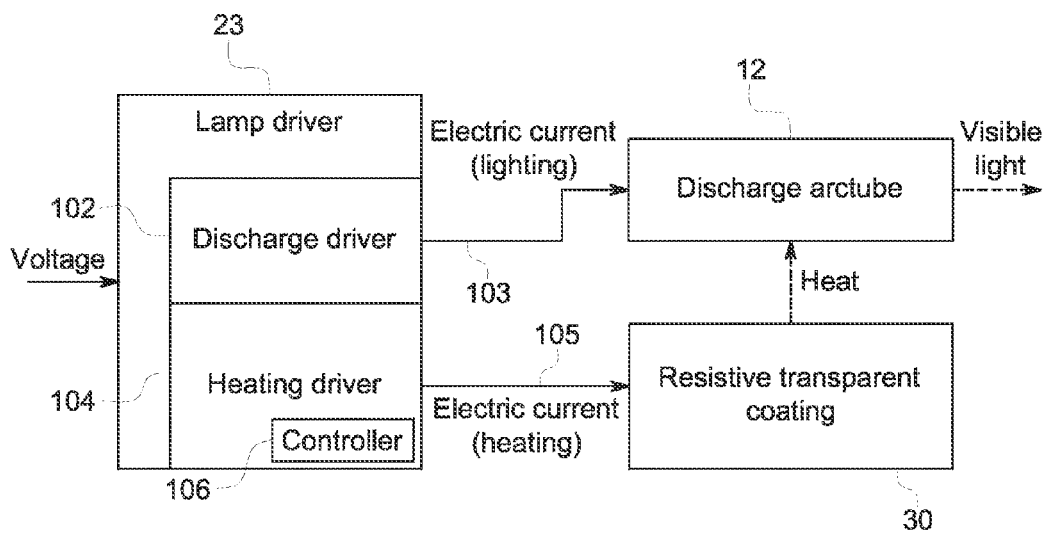 23
Lamp driver
12
Electric current
(lighting)
Visible
light
Discharge arctube
102
Discharge driver
Voltage
103
Heat
105
104
Heating driver
Resistive transparent
coating
Electric current
(heating)
Controller
106
30